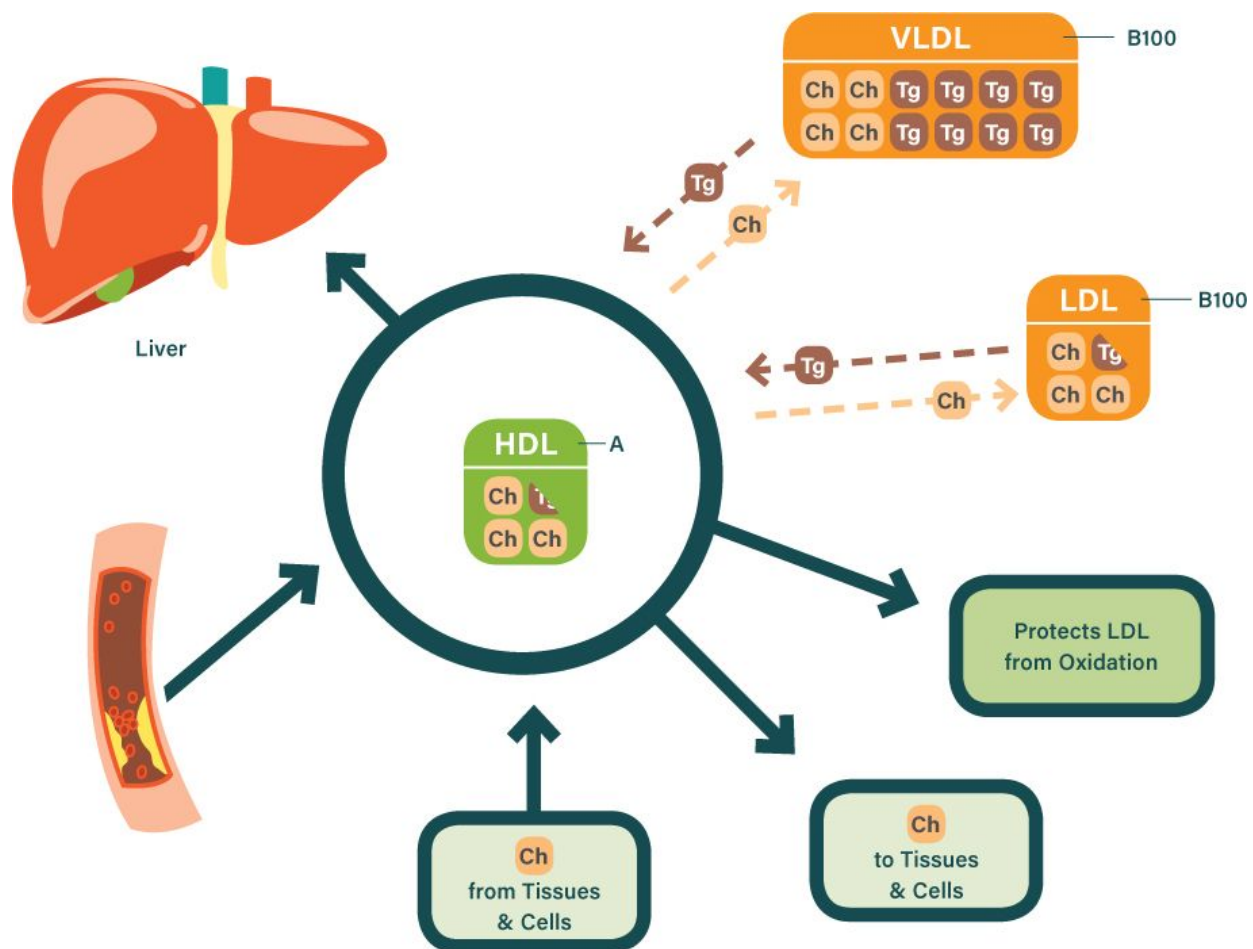 VLDL
B100
Ch Ch Tg Tg Tg Tg
Ch Ch Tg Tg Tg Tg
Tg
Ch
Liver
LDL
B100
Ch Tg
Ch Ch
Tg
Ch
HDL
A
Ch Tg
Ch Ch
Protects LDL
from Oxidation
Ch
to Tissues
& Cells
Ch
from Tissues
& Cells